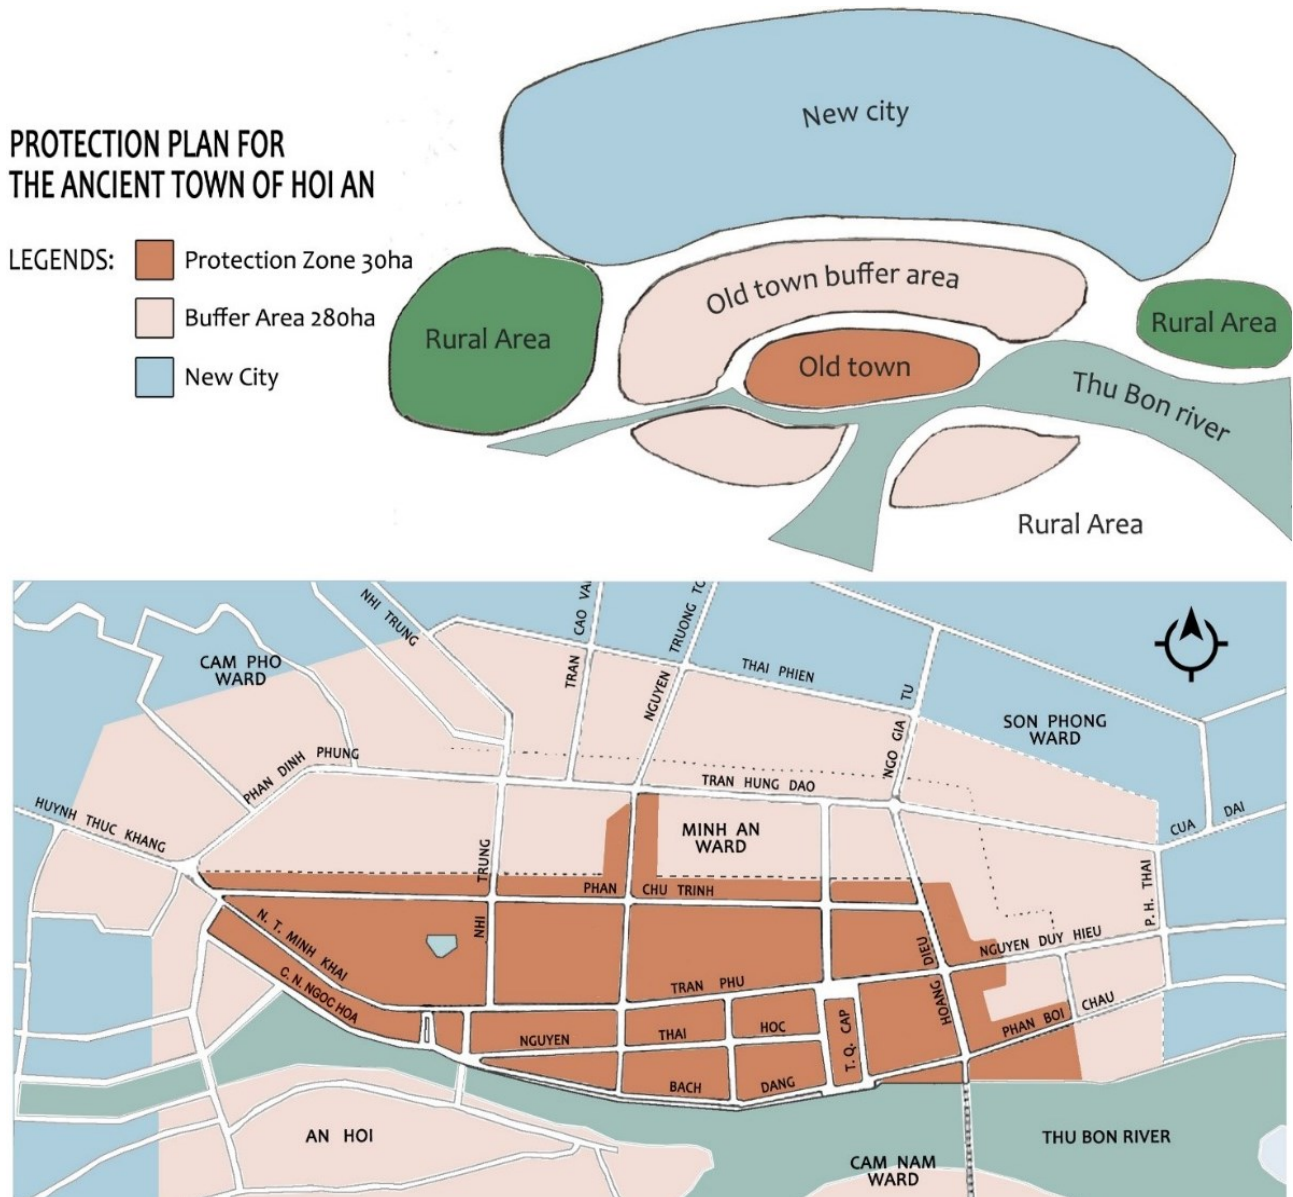 PROTECTION PLAN FOR
THE ANCIENT TOWN OF HOI AN
LEGENDS:
Protection Zone 30ha
Buffer Area 280ha
New City
New city
Old town buffer area
Rural Area
Rural Area
Old town
Thu Bon river
Rural Area
NHI TRUNG
TRAN CAO VA
NGUYEN TRUONG TO
CAM PHO
WARD
THAI PHIEN
NGO GIA TU
SON PHONG
WARD
PHAN DINH PHUNG
TRAN HUNG DAO
HUYNH THUC KHANG
MINH AN
WARD
CUA DAI
P. H. THAI
NHI TRUNG
PHAN CHU TRINH
N. T. MINH KHAI
C. N. NGOC HOA
HOANG DIEU
NGUYEN DUY HIEU
TRAN PHU
PHAN BOI CHAU
NGUYEN THAI HOC
T. Q. CAP
BACH DANG
AN HOI
THU BON RIVER
CAM NAM
WARD